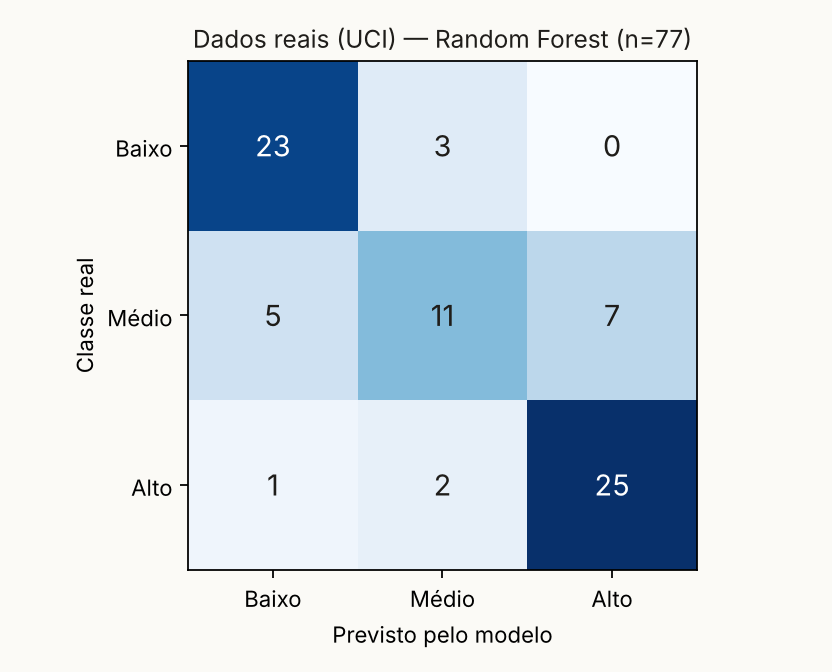 Dados reais (UCI) — Random Forest (n=77)
Baixo 23 3 0
Classe real
Médio 5 11 7
Alto 1 2 25
Baixo Médio Alto
Previsto pelo modelo